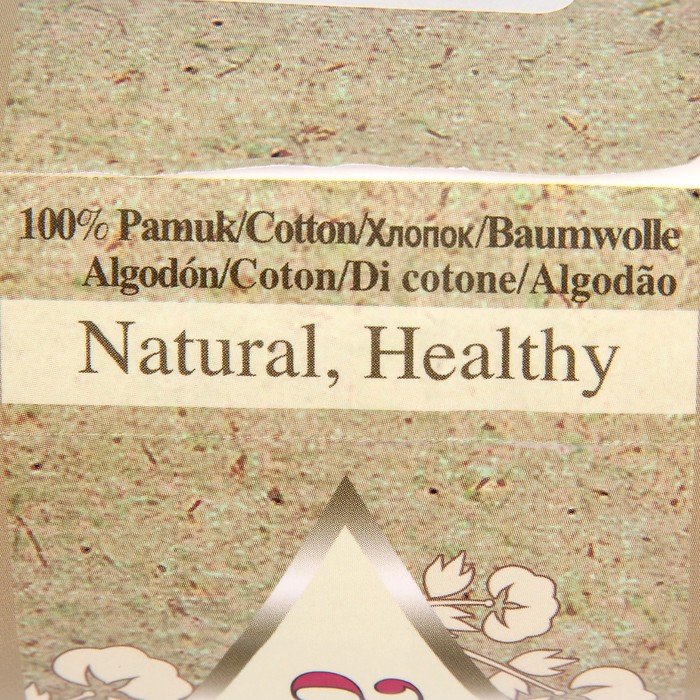 100% Pamuk/Cotton/Хлопок/Baumwolle
Algodón/Coton/Di cotone/Algodão
Natural, Healthy